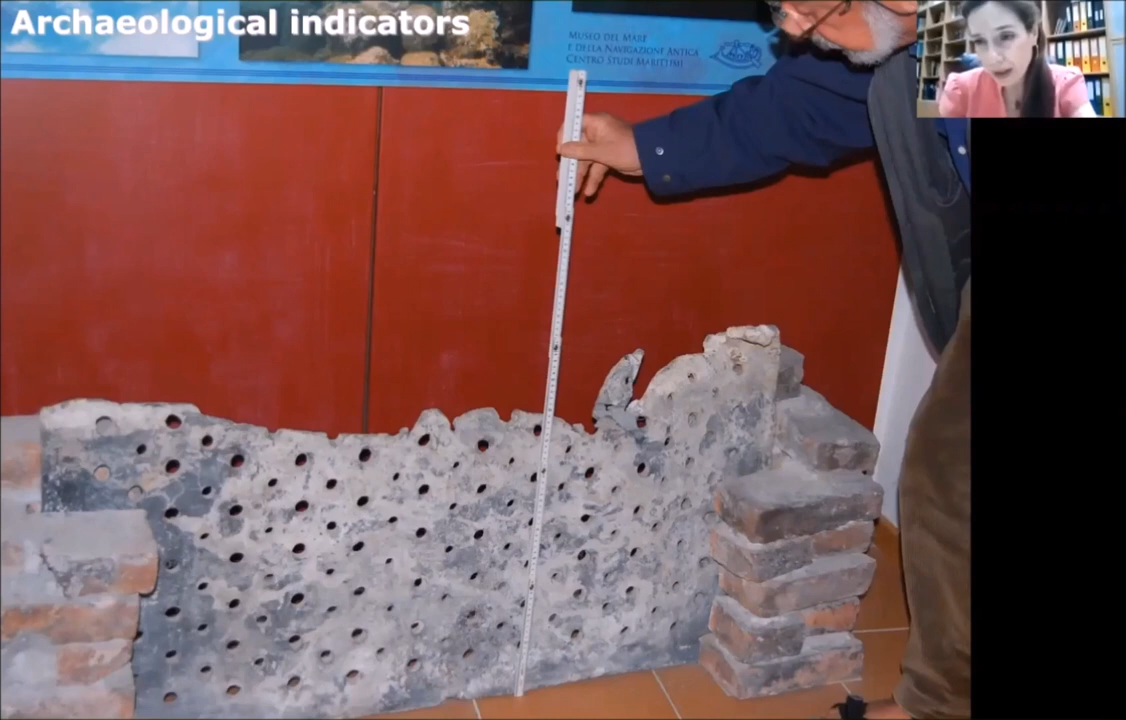 Archaeological indicators
MUSEO DEL MARE
E DELLA NAVIGAZIONE ANTICA
CENTRO STUDI MARITTIMI